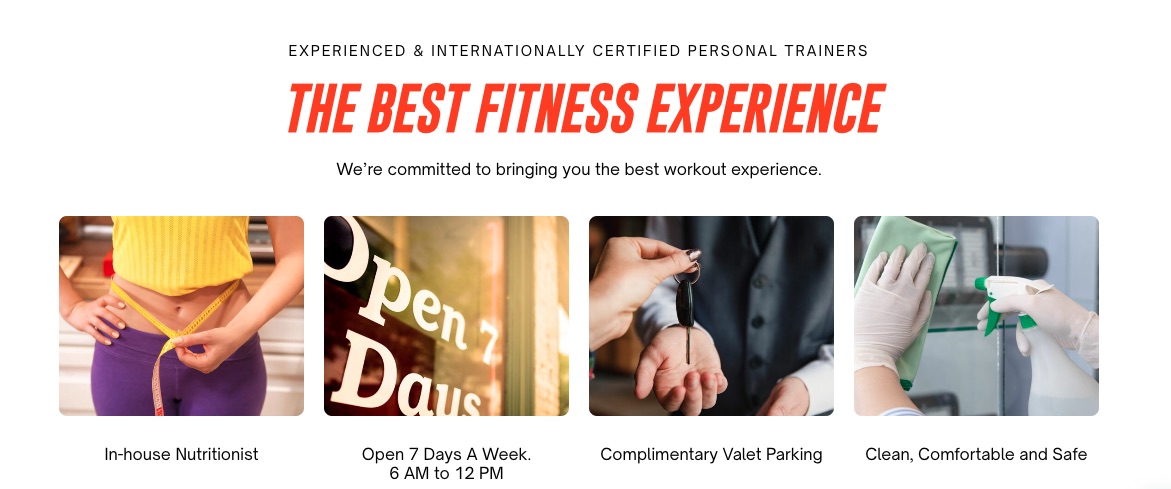 EXPERIENCED & INTERNATIONALLY CERTIFIED PERSONAL TRAINERS
THE BEST FITNESS EXPERIENCE
We’re committed to bringing you the best workout experience.
Open 7
Days
In-house Nutritionist
Open 7 Days A Week.
6 AM to 12 PM
Complimentary Valet Parking
Clean, Comfortable and Safe